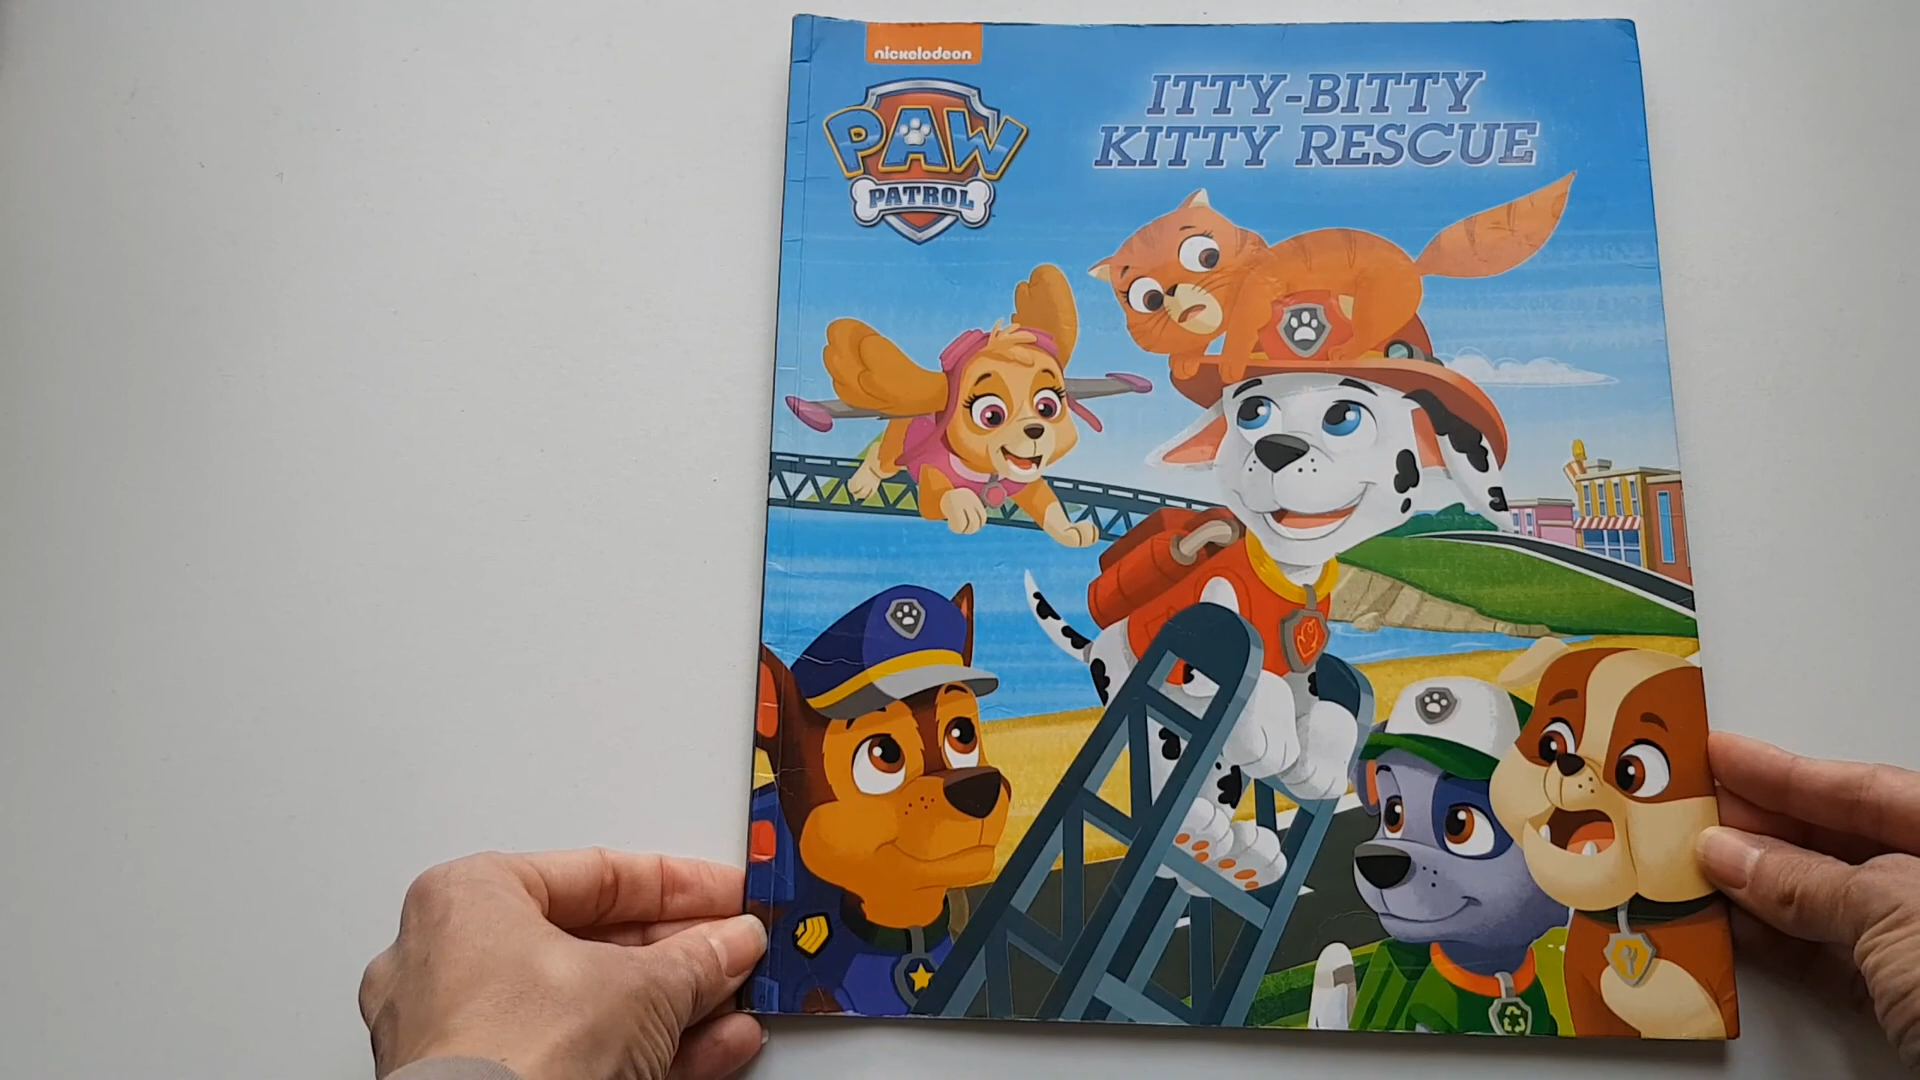 nickelodeon
PAW
PATROL
ITTY-BITTY
KITTY RESCUE